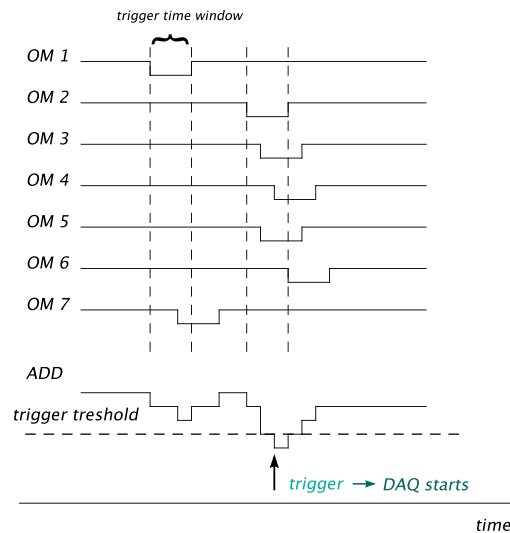 trigger time window
OM 1
OM 2
OM 3
OM 4
OM 5
OM 6
OM 7
ADD
trigger treshold
trigger → DAQ starts
time